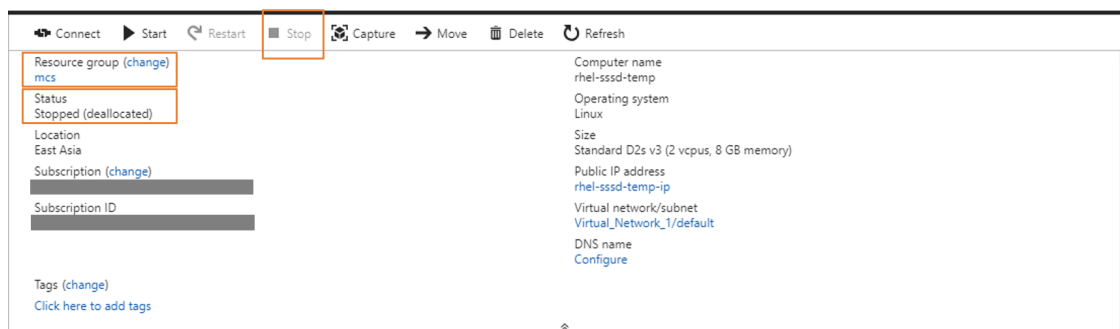 Connect Start Restart Stop Capture Move Delete Refresh
Resource group (change)
mcs
Status
Stopped (deallocated)
Location
East Asia
Subscription (change)
Subscription ID
Tags (change)
Click here to add tags
Computer name
rhel-sssd-temp
Operating system
Linux
Size
Standard D2s v3 (2 vcpus, 8 GB memory)
Public IP address
rhel-sssd-temp-ip
Virtual network/subnet
Virtual_Network_1/default
DNS name
Configure